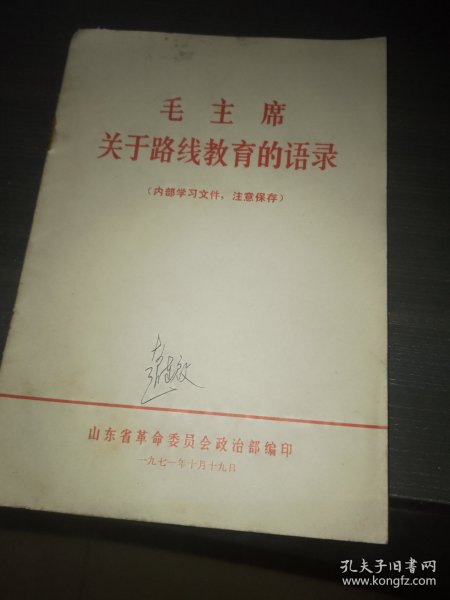 毛主席
关于路线教育的语录
（内部学习文件，注意保存）
山东省革命委员会政治部编印
一九七一年十月十九日
孔夫子旧书网
www.kongfz.com